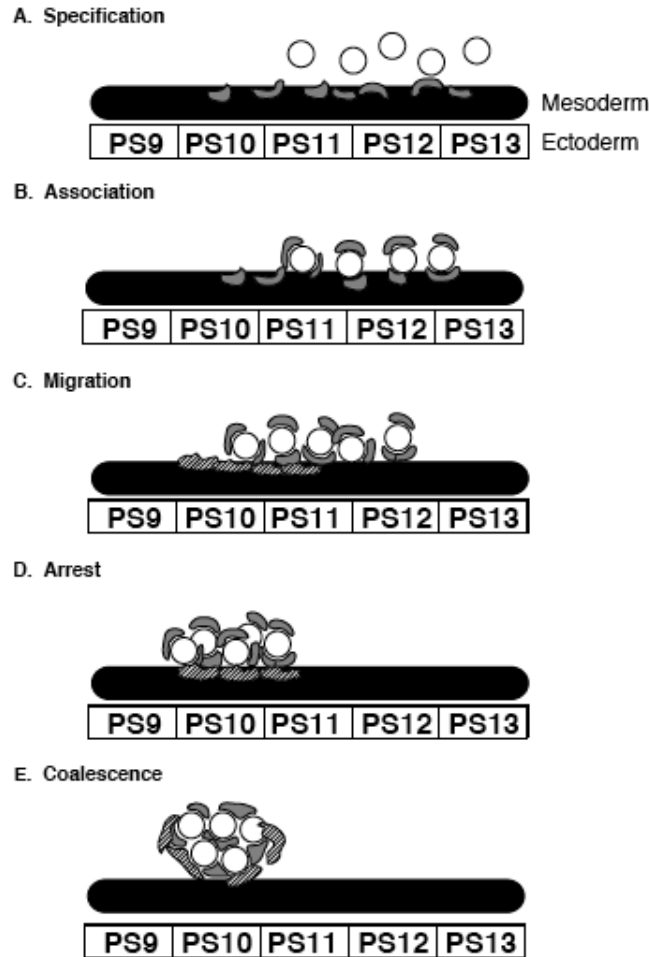 A. Specification
Mesoderm
PS9 PS10 PS11 PS12 PS13 Ectoderm
B. Association
PS9 PS10 PS11 PS12 PS13
C. Migration
PS9 PS10 PS11 PS12 PS13
D. Arrest
PS9 PS10 PS11 PS12 PS13
E. Coalescence
PS9 PS10 PS11 PS12 PS13